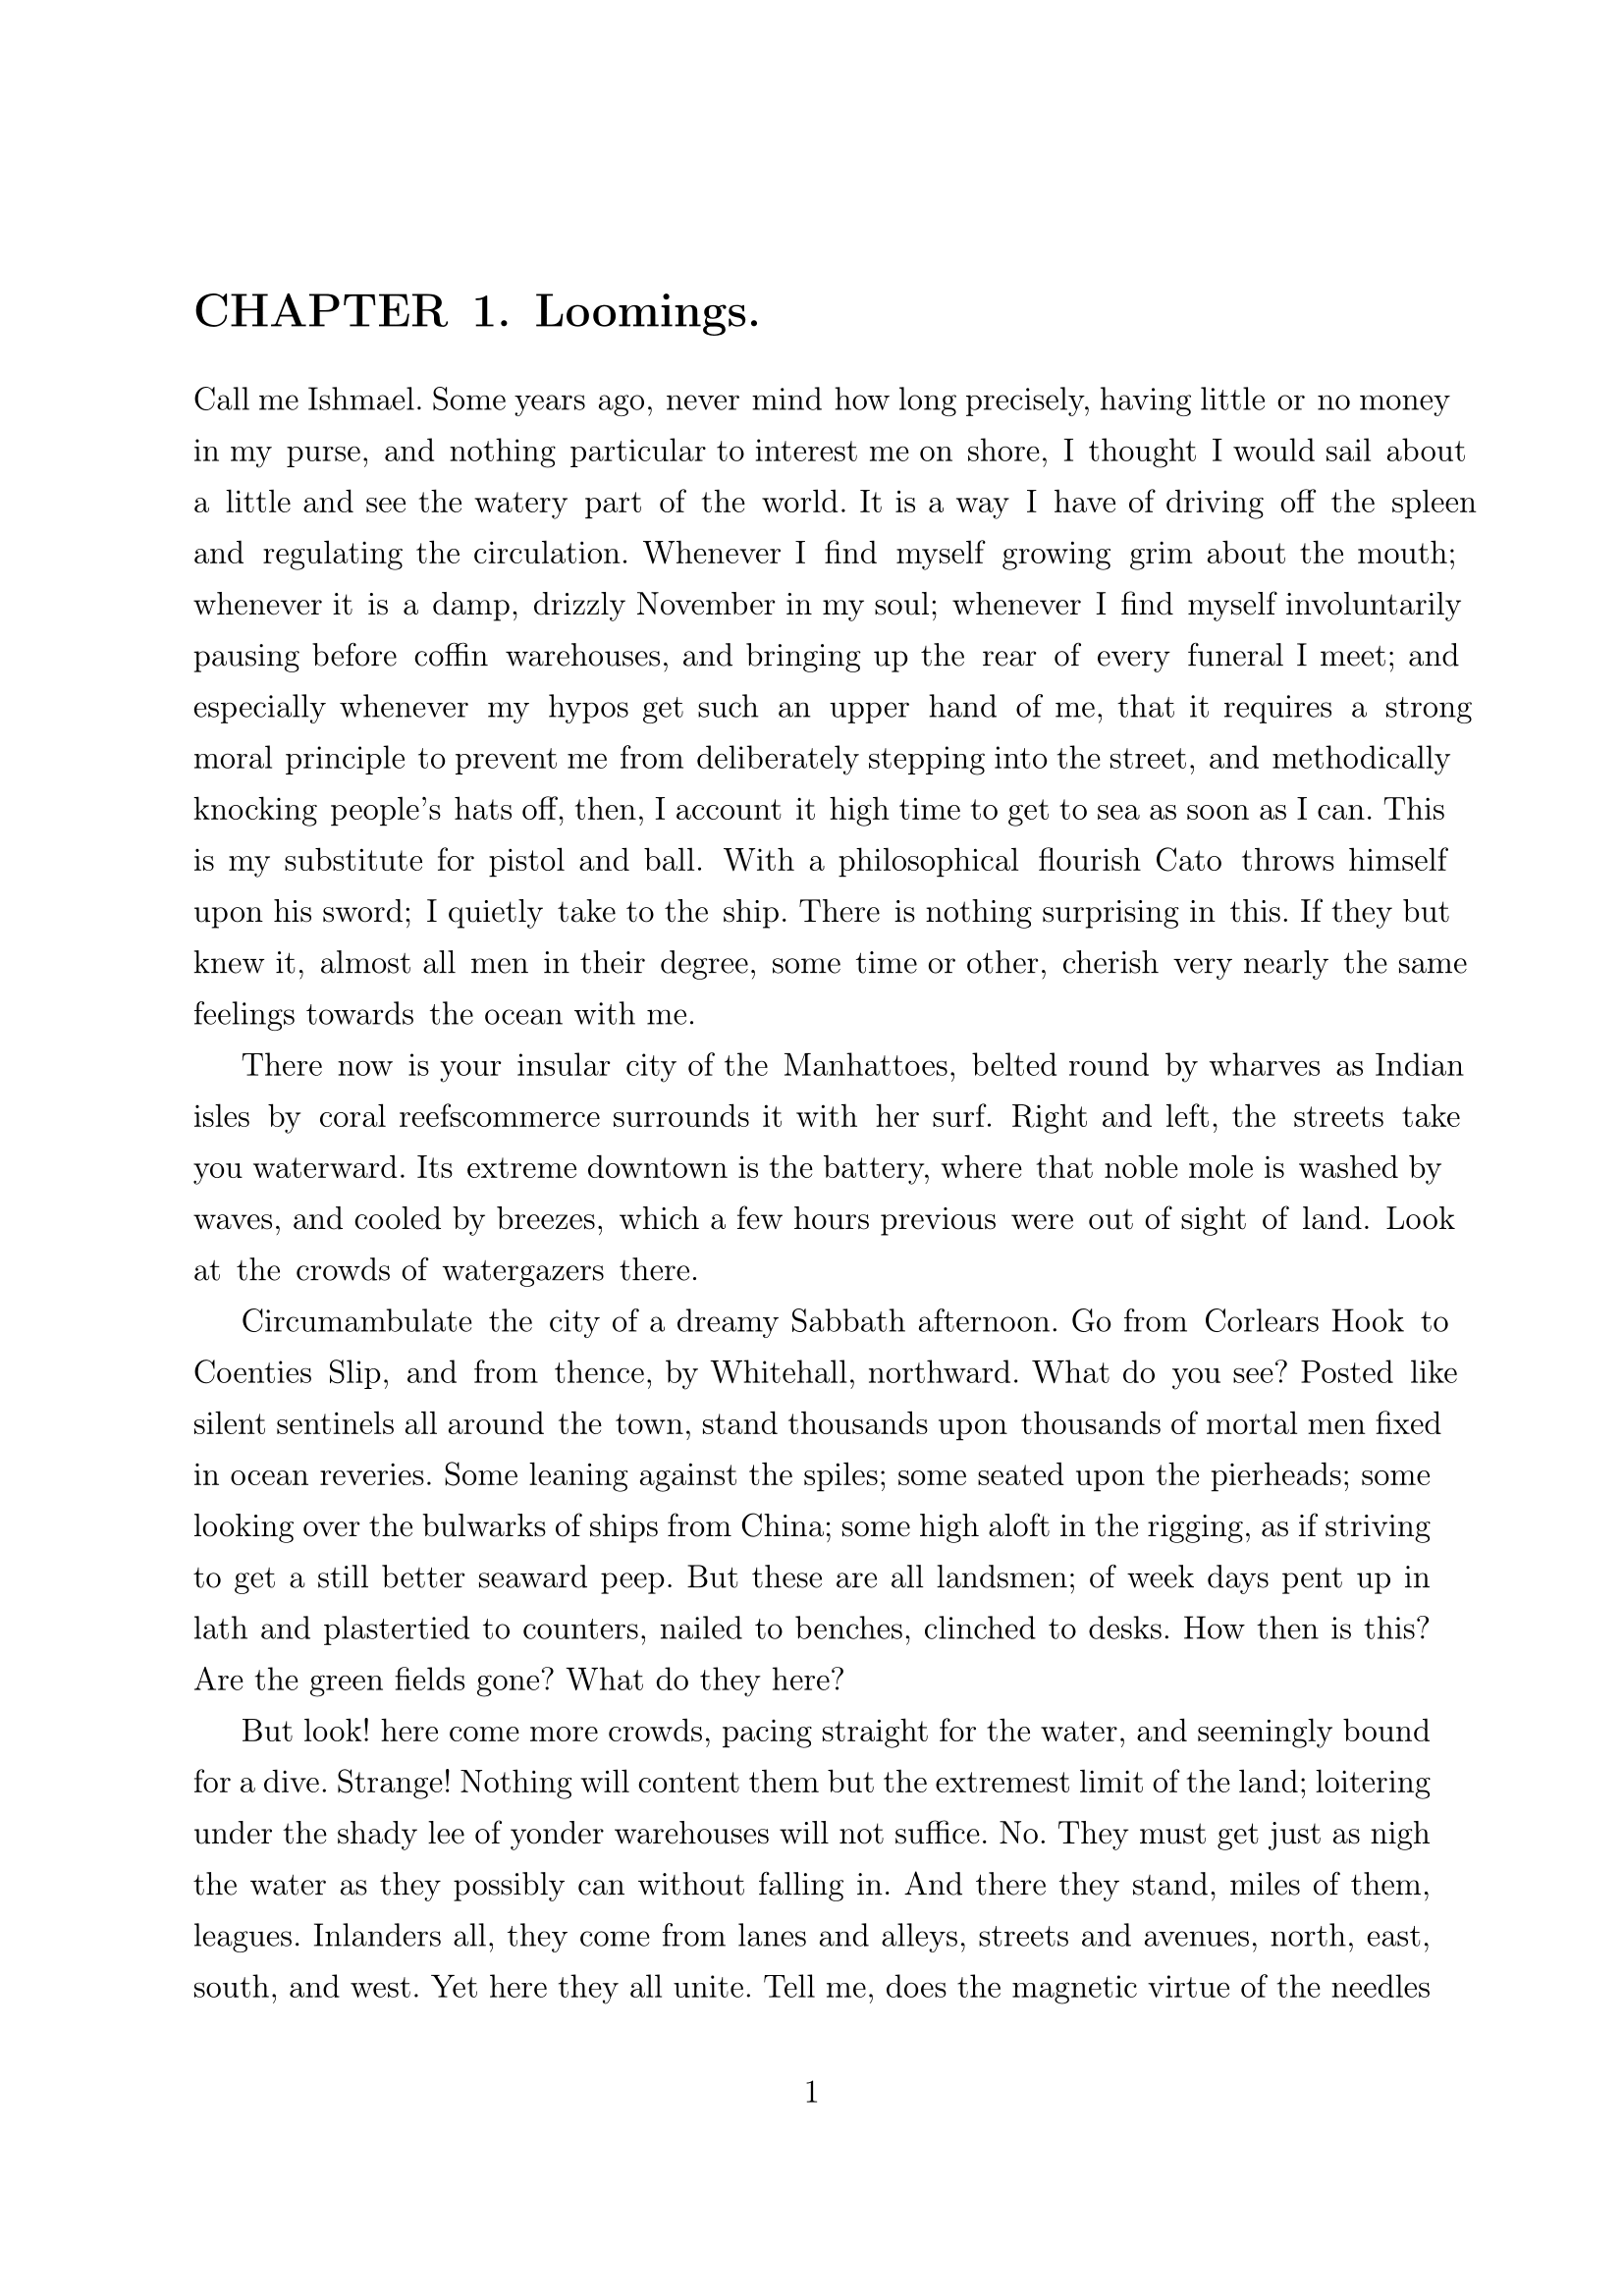 CHAPTER 1. Loomings.
Call me Ishmael. Some years ago, never mind how long precisely, having little or no money
in my purse, and nothing particular to interest me on shore, I thought I would sail about
a little and see the watery part of the world. It is a way I have of driving off the spleen
and regulating the circulation. Whenever I find myself growing grim about the mouth;
whenever it is a damp, drizzly November in my soul; whenever I find myself involuntarily
pausing before coffin warehouses, and bringing up the rear of every funeral I meet; and
especially whenever my hypos get such an upper hand of me, that it requires a strong
moral principle to prevent me from deliberately stepping into the street, and methodically
knocking people's hats off, then, I account it high time to get to sea as soon as I can. This
is my substitute for pistol and ball. With a philosophical flourish Cato throws himself
upon his sword; I quietly take to the ship. There is nothing surprising in this. If they but
knew it, almost all men in their degree, some time or other, cherish very nearly the same
feelings towards the ocean with me.
There now is your insular city of the Manhattoes, belted round by wharves as Indian
isles by coral reefscommerce surrounds it with her surf. Right and left, the streets take
you waterward. Its extreme downtown is the battery, where that noble mole is washed by
waves, and cooled by breezes, which a few hours previous were out of sight of land. Look
at the crowds of watergazers there.
Circumambulate the city of a dreamy Sabbath afternoon. Go from Corlears Hook to
Coenties Slip, and from thence, by Whitehall, northward. What do you see? Posted like
silent sentinels all around the town, stand thousands upon thousands of mortal men fixed
in ocean reveries. Some leaning against the spiles; some seated upon the pierheads; some
looking over the bulwarks of ships from China; some high aloft in the rigging, as if striving
to get a still better seaward peep. But these are all landsmen; of week days pent up in
lath and plastertied to counters, nailed to benches, clinched to desks. How then is this?
Are the green fields gone? What do they here?
But look! here come more crowds, pacing straight for the water, and seemingly bound
for a dive. Strange! Nothing will content them but the extremest limit of the land; loitering
under the shady lee of yonder warehouses will not suffice. No. They must get just as nigh
the water as they possibly can without falling in. And there they stand, miles of them,
leagues. Inlanders all, they come from lanes and alleys, streets and avenues, north, east,
south, and west. Yet here they all unite. Tell me, does the magnetic virtue of the needles
1